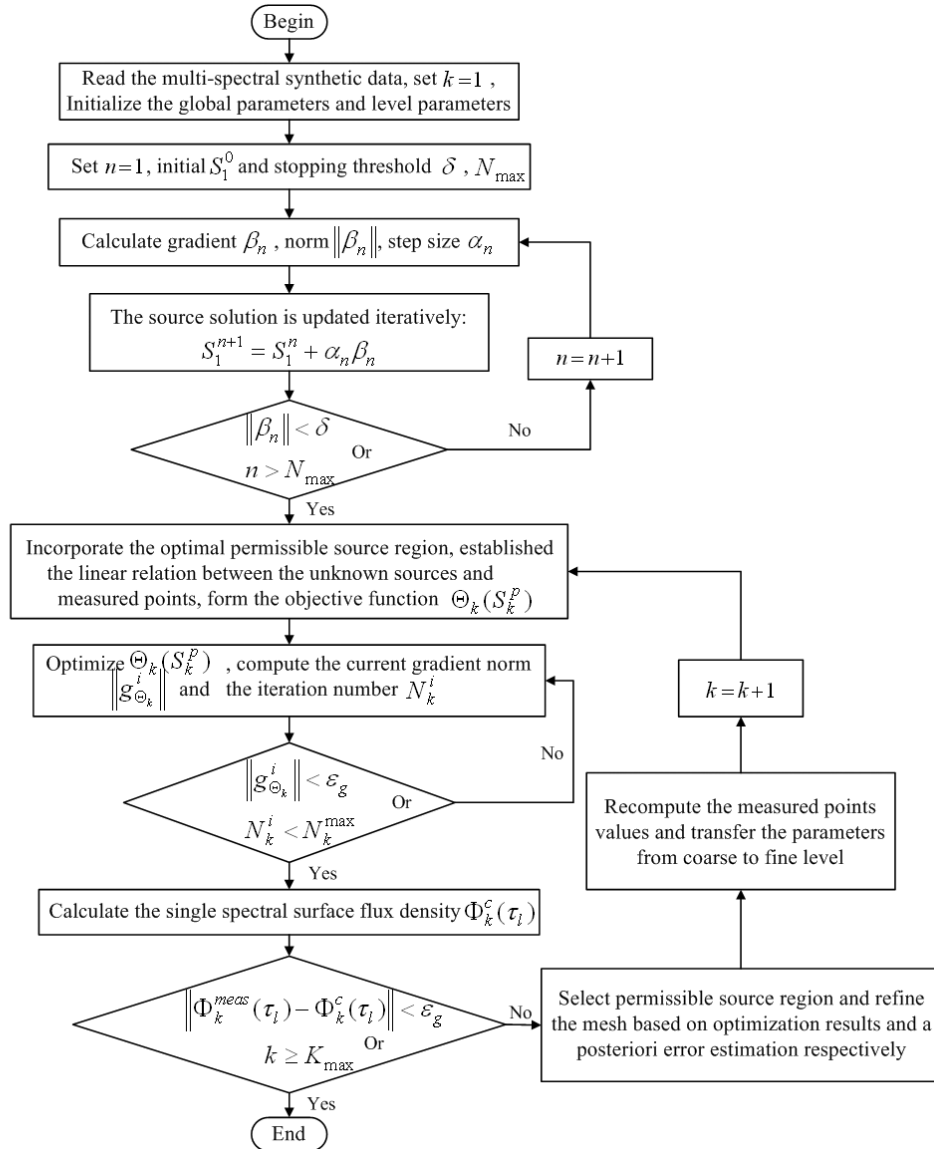 Begin
Read the multi-spectral synthetic data, set k=1 ,
Initialize the global parameters and level parameters
Set n=1, initial S_1^0 and stopping threshold δ , N_max
Calculate gradient β_n , norm ‖β_n‖, step size α_n
The source solution is updated iteratively:
S_1^{n+1} = S_1^n + α_n β_n
n=n+1
‖β_n‖ < δ
Or
No
n > N_max
Yes
Incorporate the optimal permissible source region, established
the linear relation between the unknown sources and
measured points, form the objective function Θ_k(S_k^p)
Optimize Θ_k(S_k^p) , compute the current gradient norm
‖g_{Θ_k}^i‖ and the iteration number N_k^i
k=k+1
No
‖g_{Θ_k}^i‖ < ε_g
Or
N_k^i < N_k^max
Yes
Recompute the measured points
values and transfer the parameters
from coarse to fine level
Calculate the single spectral surface flux density Φ_k^c(τ_l)
‖Φ_k^meas(τ_l) − Φ_k^c(τ_l)‖ < ε_g
Or
k ≥ K_max
No
Select permissible source region and refine
the mesh based on optimization results and a
posteriori error estimation respectively
Yes
End